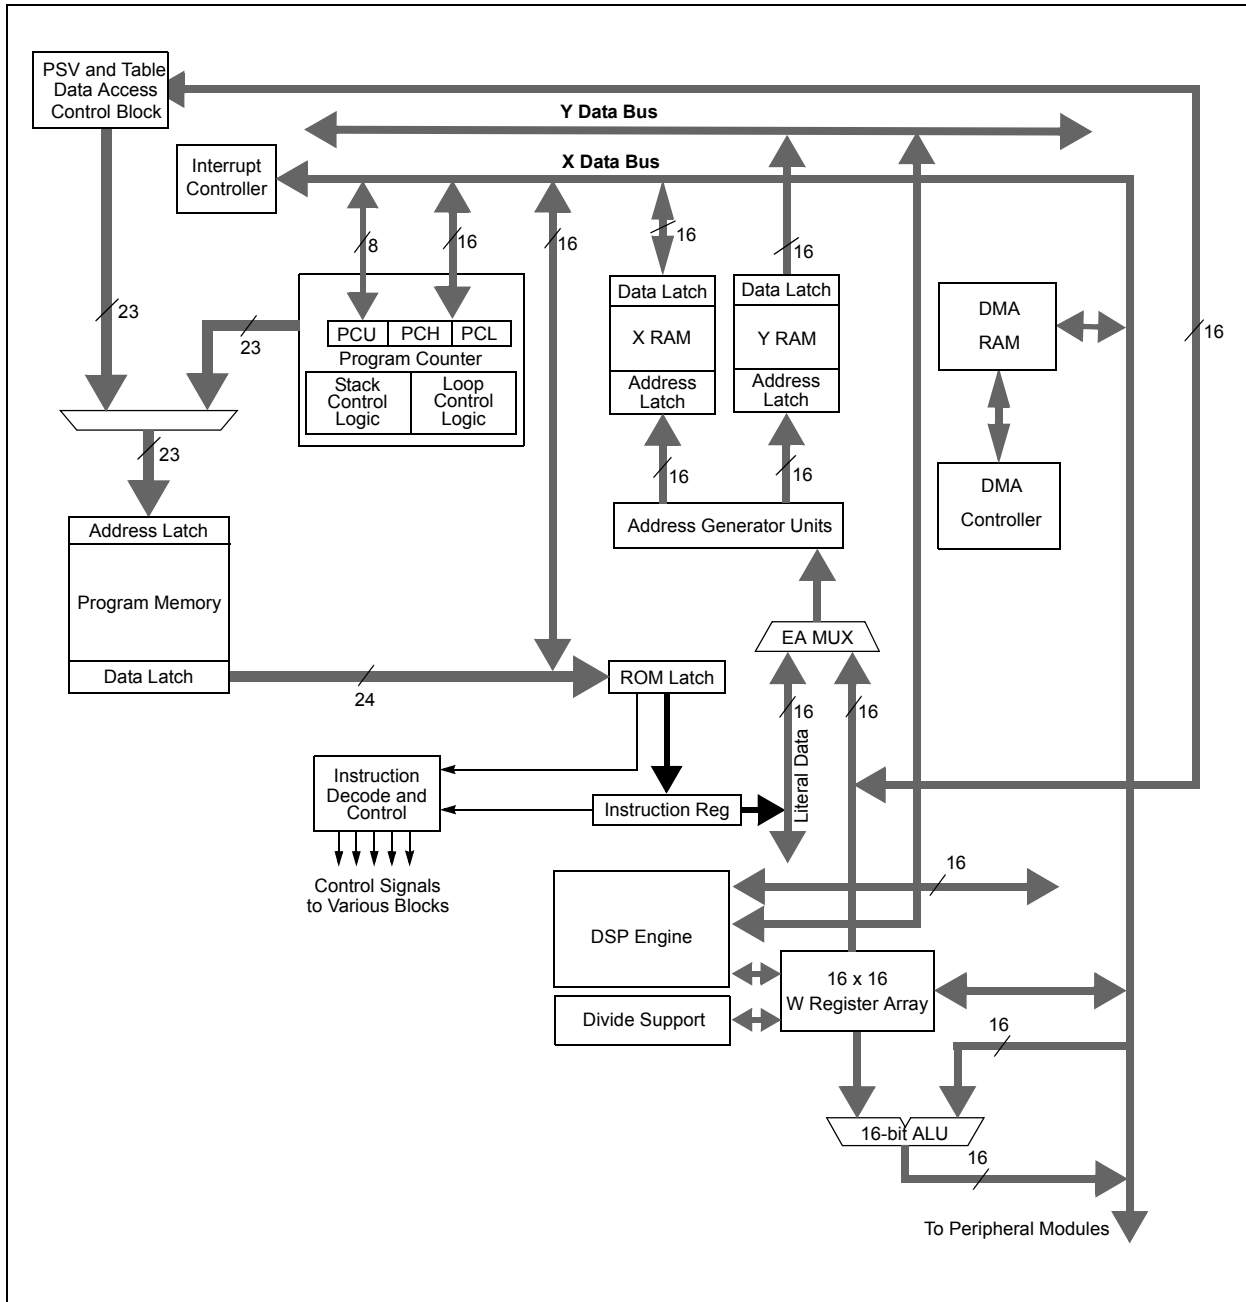 PSV and Table
Data Access
Control Block
Y Data Bus
X Data Bus
Interrupt
Controller
8
16
16
16
16
23
23
16
PCU
PCH
PCL
Program Counter
Stack
Control
Logic
Loop
Control
Logic
Data Latch
X RAM
Address
Latch
Data Latch
Y RAM
Address
Latch
DMA
RAM
23
16
16
DMA
Controller
Address Generator Units
Address Latch
Program Memory
Data Latch
24
ROM Latch
EA MUX
16
16
Literal Data
Instruction
Decode and
Control
Instruction Reg
Control Signals
to Various Blocks
16
DSP Engine
16 x 16
W Register Array
Divide Support
16
16-bit ALU
16
To Peripheral Modules